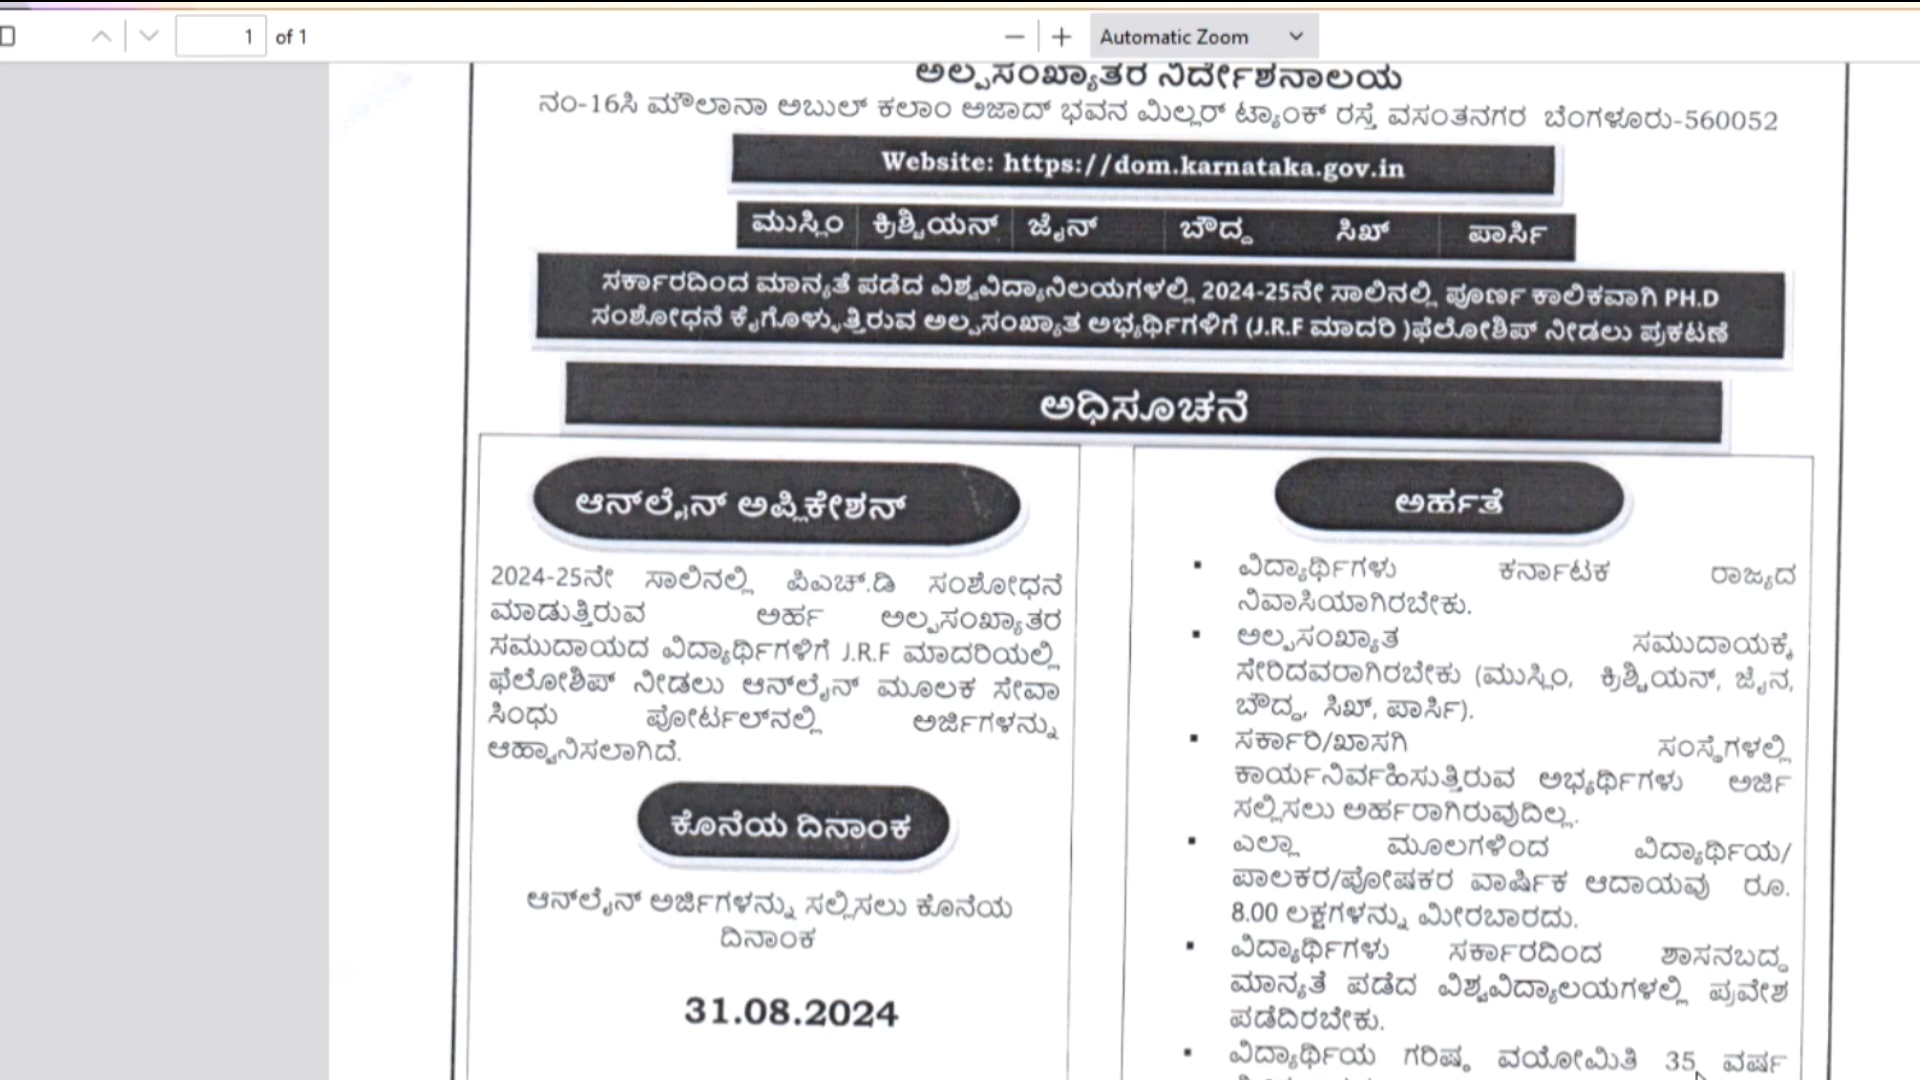 1 of 1
Automatic Zoom
ಅಲ್ಪಸಂಖ್ಯಾತರ ನಿರ್ದೇಶನಾಲಯ
ನಂ-16ಸಿ ಮೌಲಾನಾ ಅಬುಲ್ ಕಲಾಂ ಅಜಾದ್ ಭವನ ಮಿಲ್ಲರ್ ಟ್ಯಾಂಕ್ ರಸ್ತೆ ವಸಂತನಗರ ಬೆಂಗಳೂರು-560052
Website: https://dom.karnataka.gov.in
ಮುಸ್ಲಿಂ ಕ್ರಿಶ್ಚಿಯನ್ ಜೈನ್ ಬೌದ್ಧ ಸಿಖ್ ಪಾರ್ಸಿ
ಸರ್ಕಾರದಿಂದ ಮಾನ್ಯತೆ ಪಡೆದ ವಿಶ್ವವಿದ್ಯಾನಿಲಯಗಳಲ್ಲಿ 2024-25ನೇ ಸಾಲಿನಲ್ಲಿ ಪೂರ್ಣ ಕಾಲಿಕವಾಗಿ PH.D
ಸಂಶೋಧನೆ ಕೈಗೊಳ್ಳುತ್ತಿರುವ ಅಲ್ಪಸಂಖ್ಯಾತ ಅಭ್ಯರ್ಥಿಗಳಿಗೆ (J.R.F ಮಾದರಿ )ಫೆಲೋಶಿಪ್ ನೀಡಲು ಪ್ರಕಟಣೆ
ಅಧಿಸೂಚನೆ
ಆನ್‌ಲೈನ್ ಅಪ್ಲಿಕೇಶನ್
2024-25ನೇ ಸಾಲಿನಲ್ಲಿ ಪಿಎಚ್.ಡಿ ಸಂಶೋಧನೆ
ಮಾಡುತ್ತಿರುವ ಅರ್ಹ ಅಲ್ಪಸಂಖ್ಯಾತರ
ಸಮುದಾಯದ ವಿದ್ಯಾರ್ಥಿಗಳಿಗೆ J.R.F ಮಾದರಿಯಲ್ಲಿ
ಫೆಲೋಶಿಪ್ ನೀಡಲು ಆನ್‌ಲೈನ್ ಮೂಲಕ ಸೇವಾ
ಸಿಂಧು ಪೋರ್ಟಲ್‌ನಲ್ಲಿ ಅರ್ಜಿಗಳನ್ನು
ಆಹ್ವಾನಿಸಲಾಗಿದೆ.
ಕೊನೆಯ ದಿನಾಂಕ
ಆನ್‌ಲೈನ್ ಅರ್ಜಿಗಳನ್ನು ಸಲ್ಲಿಸಲು ಕೊನೆಯ
ದಿನಾಂಕ
31.08.2024
ಅರ್ಹತೆ
▪ ವಿದ್ಯಾರ್ಥಿಗಳು ಕರ್ನಾಟಕ ರಾಜ್ಯದ
ನಿವಾಸಿಯಾಗಿರಬೇಕು.
▪ ಅಲ್ಪಸಂಖ್ಯಾತ ಸಮುದಾಯಕ್ಕೆ
ಸೇರಿದವರಾಗಿರಬೇಕು (ಮುಸ್ಲಿಂ, ಕ್ರಿಶ್ಚಿಯನ್, ಜೈನ,
ಬೌದ್ಧ, ಸಿಖ್, ಪಾರ್ಸಿ).
▪ ಸರ್ಕಾರಿ/ಖಾಸಗಿ ಸಂಸ್ಥೆಗಳಲ್ಲಿ
ಕಾರ್ಯನಿರ್ವಹಿಸುತ್ತಿರುವ ಅಭ್ಯರ್ಥಿಗಳು ಅರ್ಜಿ
ಸಲ್ಲಿಸಲು ಅರ್ಹರಾಗಿರುವುದಿಲ್ಲ.
▪ ಎಲ್ಲಾ ಮೂಲಗಳಿಂದ ವಿದ್ಯಾರ್ಥಿಯ/
ಪಾಲಕರ/ಪೋಷಕರ ವಾರ್ಷಿಕ ಆದಾಯವು ರೂ.
8.00 ಲಕ್ಷಗಳನ್ನು ಮೀರಬಾರದು.
▪ ವಿದ್ಯಾರ್ಥಿಗಳು ಸರ್ಕಾರದಿಂದ ಶಾಸನಬದ್ಧ
ಮಾನ್ಯತೆ ಪಡೆದ ವಿಶ್ವವಿದ್ಯಾಲಯಗಳಲ್ಲಿ ಪ್ರವೇಶ
ಪಡೆದಿರಬೇಕು.
▪ ವಿದ್ಯಾರ್ಥಿಯ ಗರಿಷ್ಠ ವಯೋಮಿತಿ 35 ವರ್ಷ